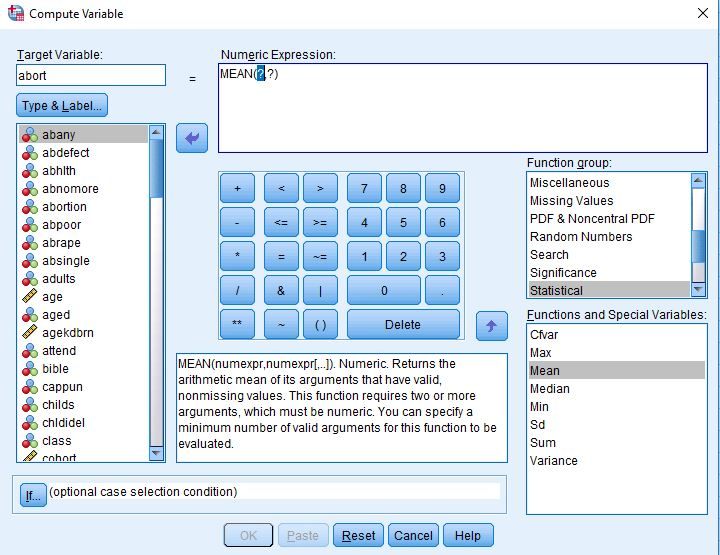 Compute Variable
Target Variable:
abort
=
Numeric Expression:
MEAN(?,?)
Type & Label...
abany
abdefect
abhlth
abnomore
abortion
abpoor
abrape
absingle
adults
age
aged
agekdbrn
attend
bible
cappun
childs
chldidel
class
cohort
+ < > 7 8 9
- <= >= 4 5 6
* = ~= 1 2 3
/ & | 0 .
** ~ ( ) Delete
Function group:
Miscellaneous
Missing Values
PDF & Noncentral PDF
Random Numbers
Search
Significance
Statistical
Functions and Special Variables:
Cfvar
Max
Mean
Median
Min
Sd
Sum
Variance
MEAN(numexpr,numexpr[,..]). Numeric. Returns the
arithmetic mean of its arguments that have valid,
nonmissing values. This function requires two or more
arguments, which must be numeric. You can specify a
minimum number of valid arguments for this function to be
evaluated.
If... (optional case selection condition)
OK Paste Reset Cancel Help